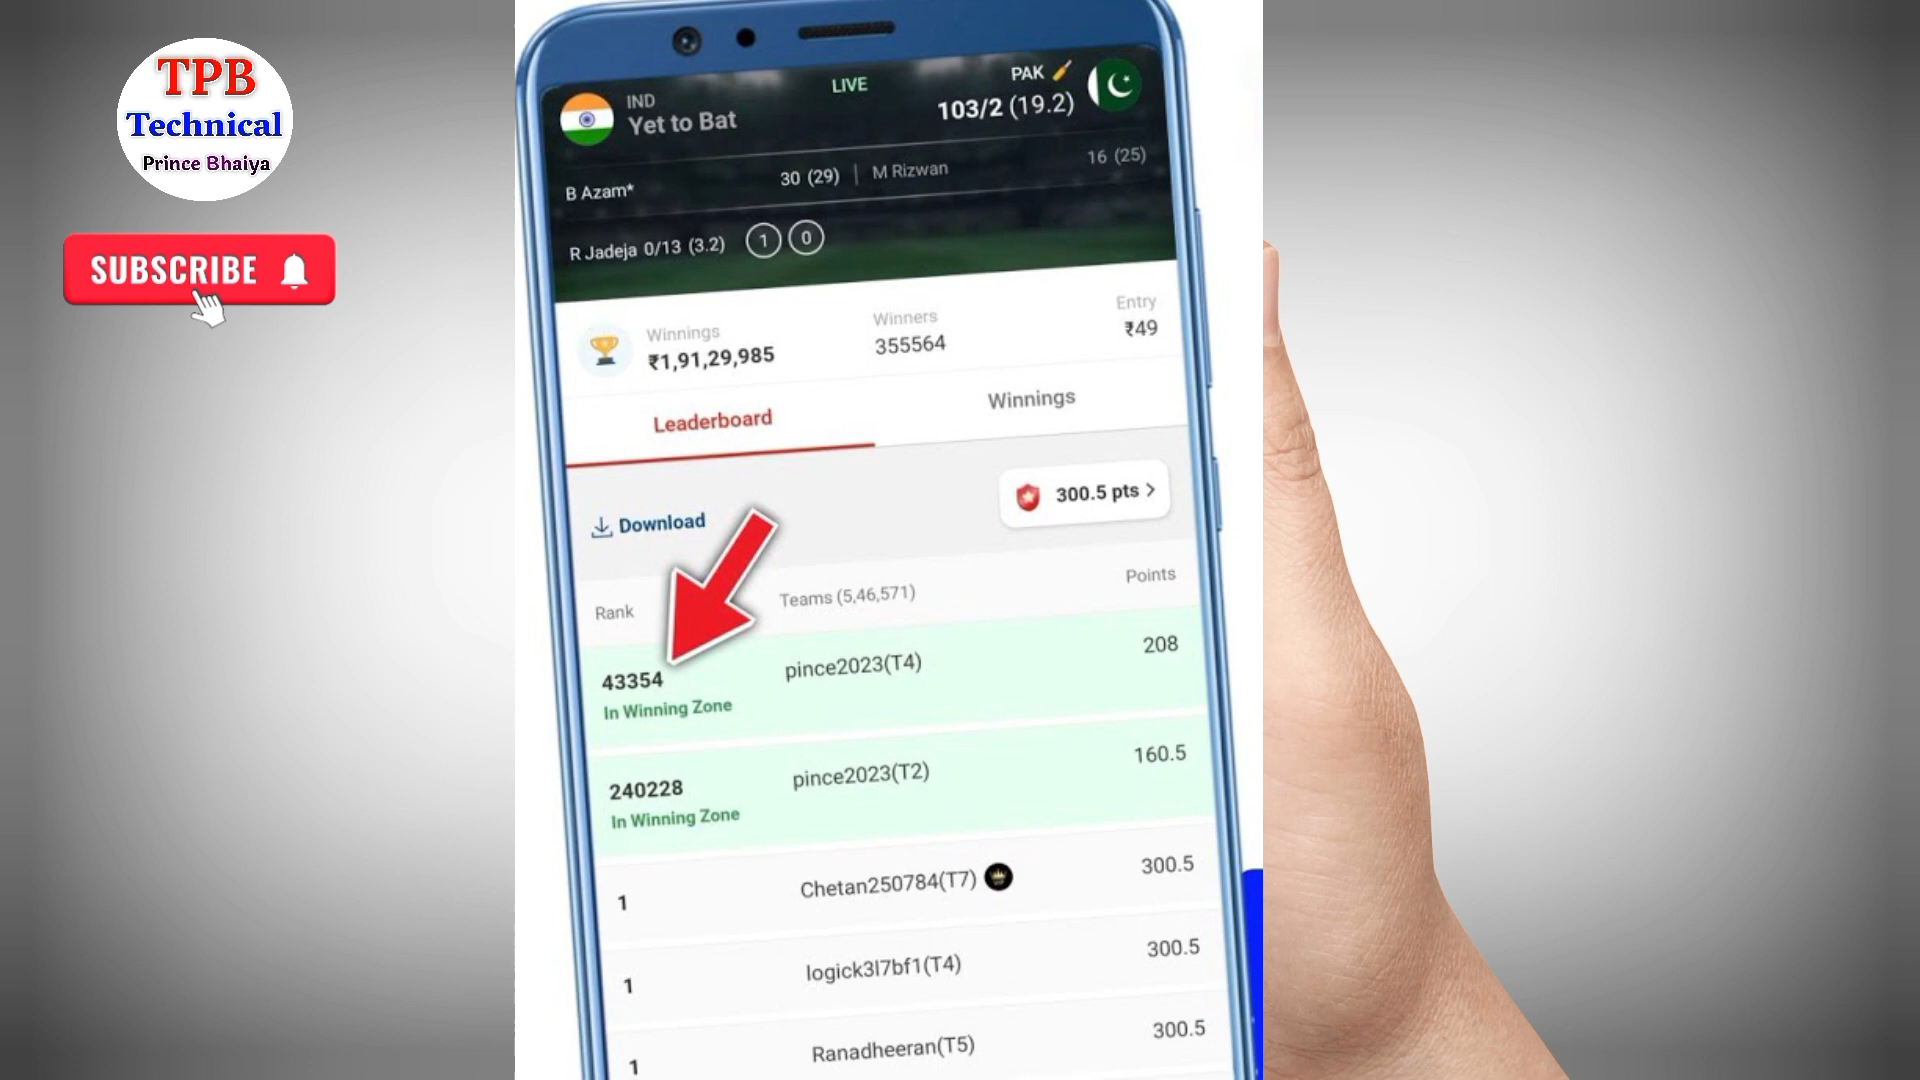 TPB
Technical
Prince Bhaiya
SUBSCRIBE
IND
Yet to Bat
LIVE
PAK
103/2 (19.2)
B Azam* 30 (29) | M Rizwan 16 (25)
R Jadeja 0/13 (3.2) 1 0
Winnings
₹1,91,29,985
Winners
355564
Entry
₹49
Leaderboard Winnings
Download 300.5 pts >
Rank Teams (5,46,571) Points
43354 pince2023(T4) 208
In Winning Zone
240228 pince2023(T2) 160.5
In Winning Zone
1 Chetan250784(T7) 300.5
1 logick3l7bf1(T4) 300.5
1 Ranadheeran(T5) 300.5